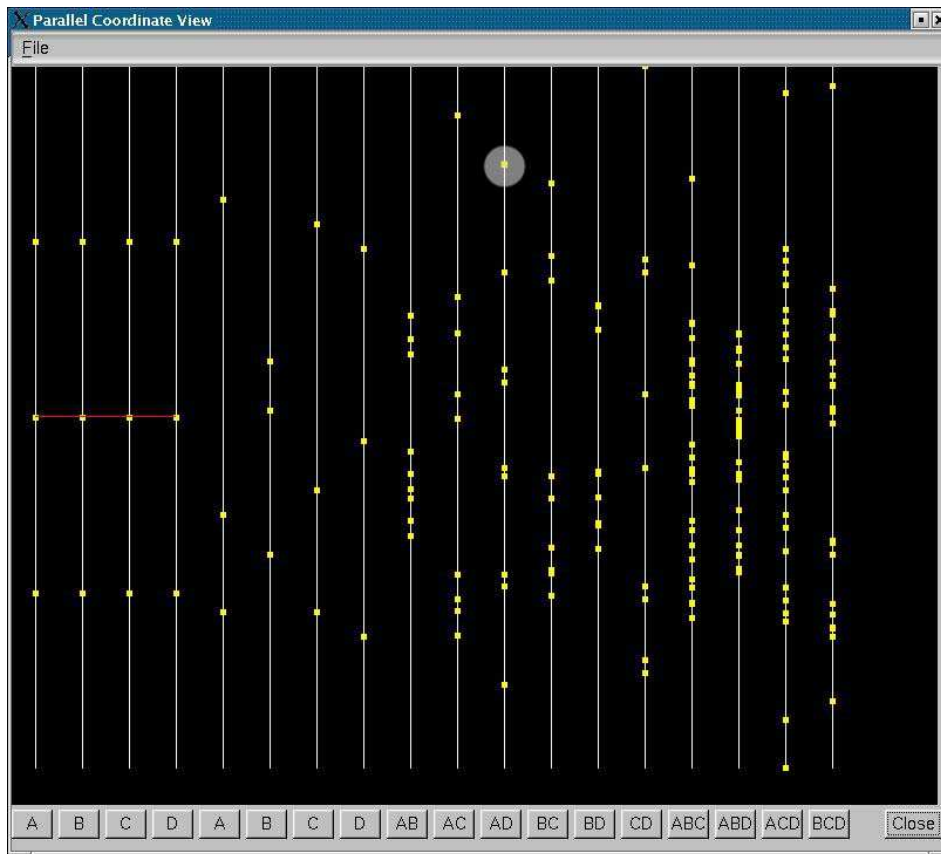 Parallel Coordinate View
File
A B C D A B C D AB AC AD BC BD CD ABC ABD ACD BCD Close